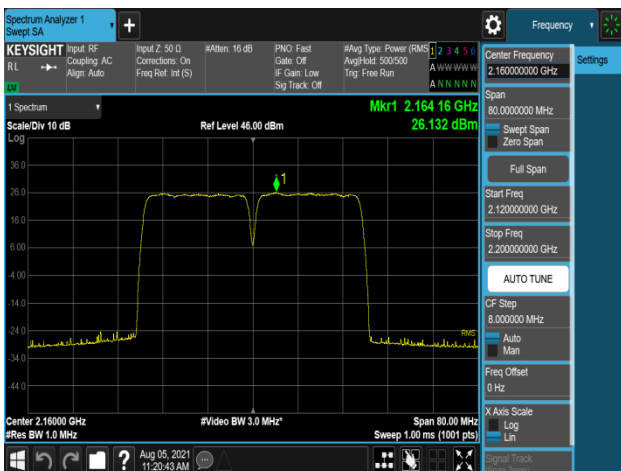 Spectrum Analyzer 1
Swept SA
Frequency
KEYSIGHT
RL
Input: RF
Coupling: AC
Align: Auto
Input Z: 50 Ω
Corrections: On
Freq Ref: Int (S)
#Atten: 16 dB
PNO: Fast
Gate: Off
IF Gain: Low
Sig Track: Off
#Avg Type: Power (RMS
Avg|Hold: 500/500
Trig: Free Run
1 2 3 4 5 6
A W W W W W
A N N N N N
Center Frequency
2.160000000 GHz
Settings
Span
80.0000000 MHz
Swept Span
Zero Span
Full Span
Start Freq
2.120000000 GHz
Stop Freq
2.200000000 GHz
AUTO TUNE
CF Step
8.000000 MHz
Auto
Man
Freq Offset
0 Hz
X Axis Scale
Log
Lin
Signal Track
(Span Zoom)
1 Spectrum
Scale/Div 10 dB
Log
Ref Level 46.00 dBm
Mkr1 2.164 16 GHz
26.132 dBm
1
36.0
26.0
16.0
6.00
-4.00
-14.0
-24.0
-34.0
-44.0
RMS
Center 2.16000 GHz
#Res BW 1.0 MHz
#Video BW 3.0 MHz*
Span 80.00 MHz
Sweep 1.00 ms (1001 pts)
Aug 05, 2021
11:20:43 AM